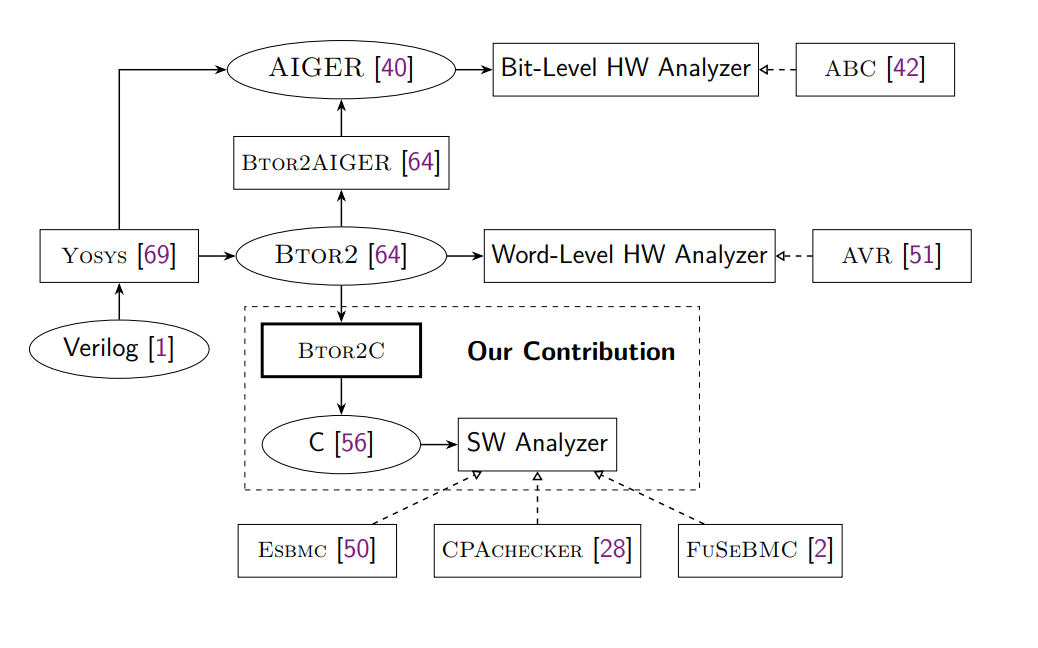 AIGER [40]
Bit-Level HW Analyzer
ABC [42]
Btor2AIGER [64]
Yosys [69]
Btor2 [64]
Word-Level HW Analyzer
AVR [51]
Verilog [1]
Btor2C
Our Contribution
C [56]
SW Analyzer
Esbmc [50]
CPAchecker [28]
FuSeBMC [2]